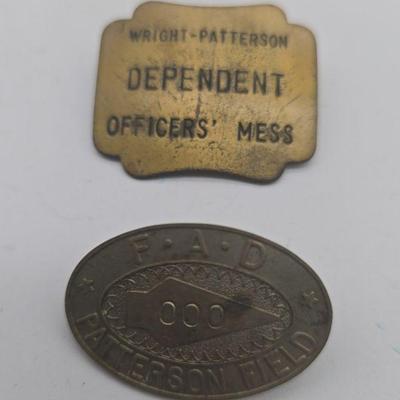 WRIGHT-PATTERSON
DEPENDENT
OFFICERS' MESS
F·A·D
000
PATTERSON FIELD